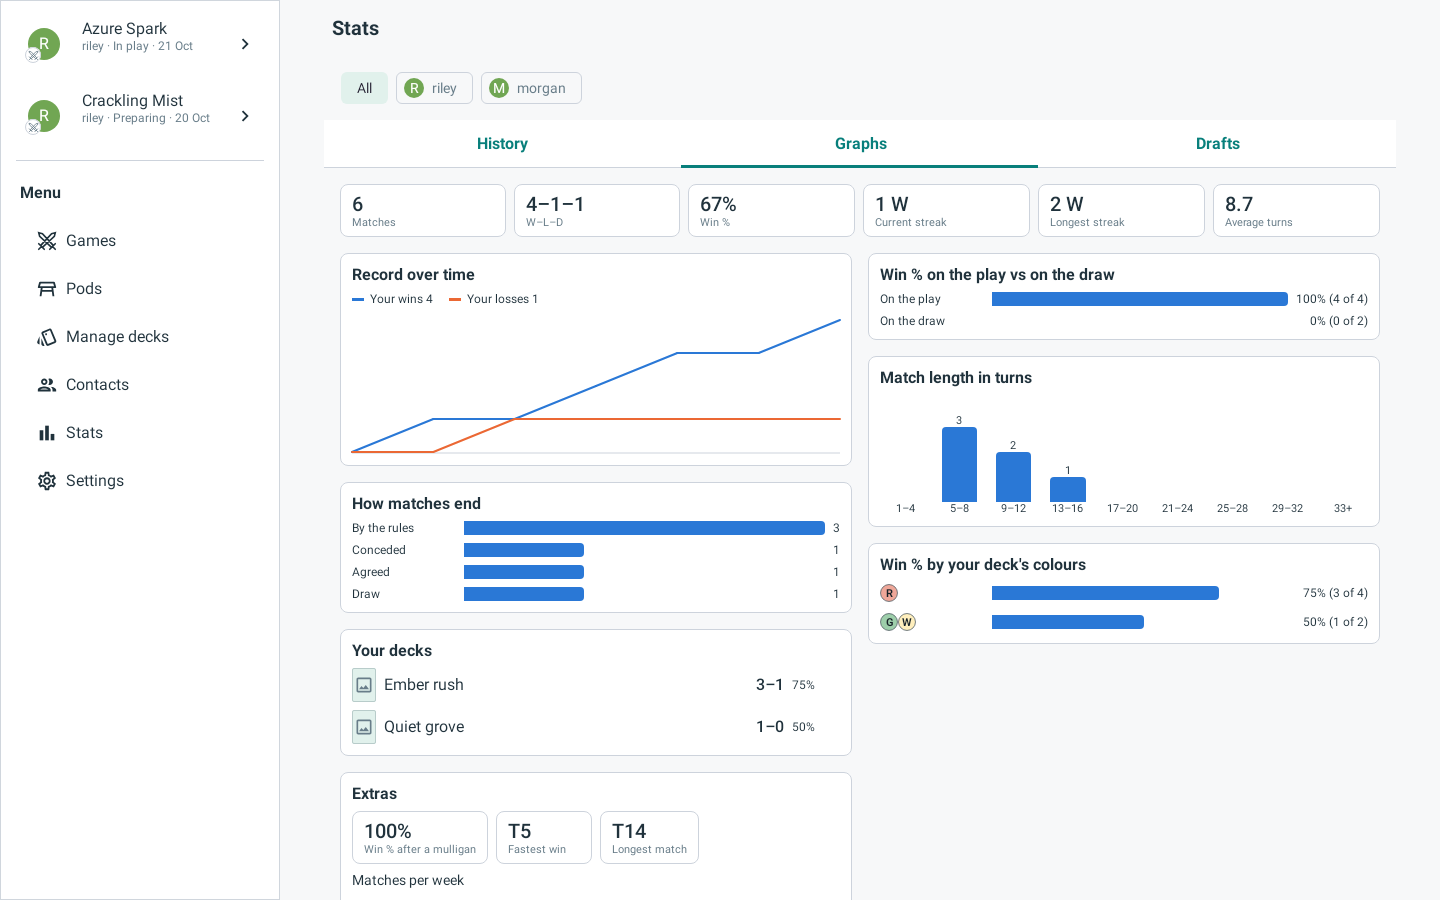 Azure Spark
riley · In play · 21 Oct
Crackling Mist
riley · Preparing · 20 Oct
Menu
Games
Pods
Manage decks
Contacts
Stats
Settings
Stats
All
R riley
M morgan
History
Graphs
Drafts
6
Matches
4–1–1
W–L–D
67%
Win %
1 W
Current streak
2 W
Longest streak
8.7
Average turns
Record over time
Your wins 4
Your losses 1
How matches end
By the rules 3
Conceded 1
Agreed 1
Draw 1
Your decks
Ember rush 3–1 75%
Quiet grove 1–0 50%
Extras
100%
Win % after a mulligan
T5
Fastest win
T14
Longest match
Matches per week
Win % on the play vs on the draw
On the play 100% (4 of 4)
On the draw 0% (0 of 2)
Match length in turns
3
2
1
1–4 5–8 9–12 13–16 17–20 21–24 25–28 29–32 33+
Win % by your deck's colours
R 75% (3 of 4)
G W 50% (1 of 2)
R
R